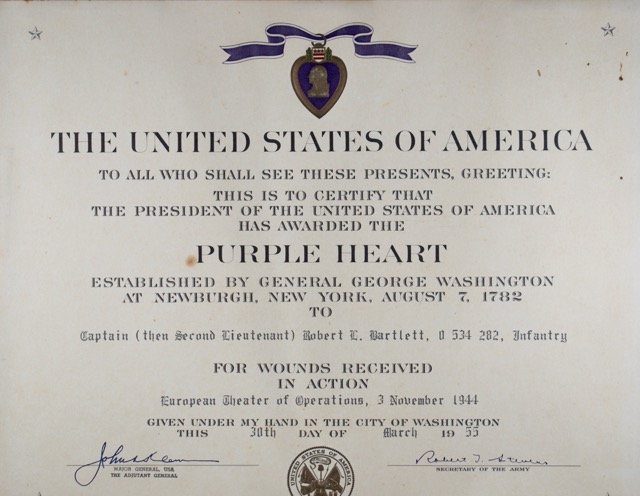 THE UNITED STATES OF AMERICA
TO ALL WHO SHALL SEE THESE PRESENTS, GREETING:
THIS IS TO CERTIFY THAT
THE PRESIDENT OF THE UNITED STATES OF AMERICA
HAS AWARDED THE
PURPLE HEART
ESTABLISHED BY GENERAL GEORGE WASHINGTON
AT NEWBURGH, NEW YORK, AUGUST 7, 1782
TO
Captain (then Second Lieutenant) Robert L. Bartlett, O 534 282, Infantry
FOR WOUNDS RECEIVED
IN ACTION
European Theater of Operations, 3 November 1944
GIVEN UNDER MY HAND IN THE CITY OF WASHINGTON
THIS 30th DAY OF March 19 55
John A. Klein Robert T. Stevens
MAJOR GENERAL, USA SECRETARY OF THE ARMY
THE ADJUTANT GENERAL
UNITED STATES OF AMERICA